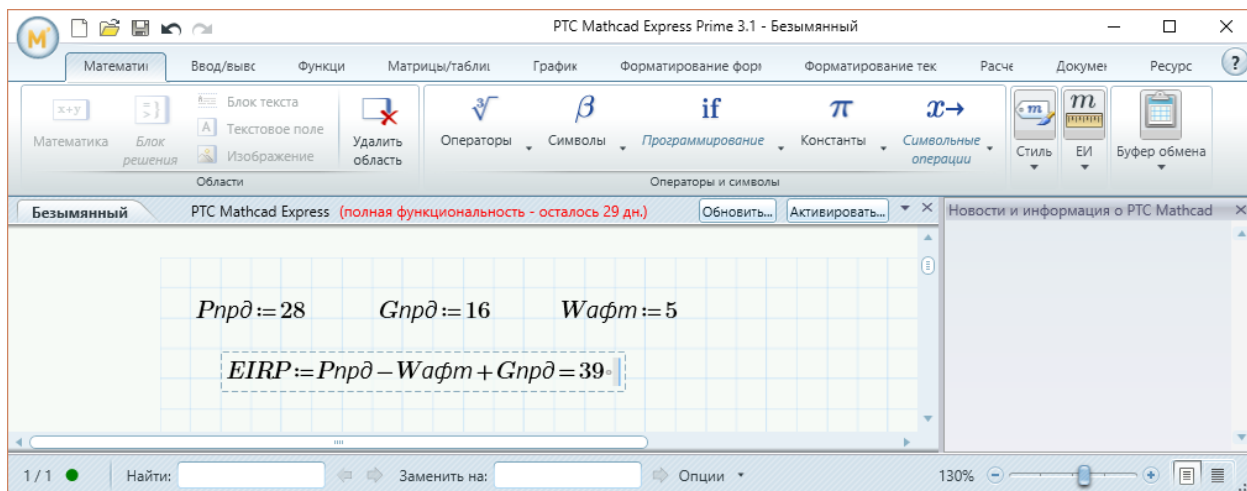 PTC Mathcad Express Prime 3.1 - Безымянный
Математи Ввод/вывс Функци Матрицы/таблиц График Форматирование форм Форматирование тек Расче Докумен Ресурс ?
x+y Математика
Блок решения
Блок текста
A Текстовое поле
Изображение
Удалить область
Области
Операторы
β Символы
if Программирование
π Константы
x→ Символьные операции
Операторы и символы
m Стиль
m ЕИ
Буфер обмена
Безымянный PTC Mathcad Express (полная функциональность - осталось 29 дн.) Обновить... Активировать... Новости и информация о PTC Mathcad
Pпрд:=28 Gпрд:=16 Wафт:=5
EIRP:=Pпрд−Wафт+Gпрд=39
1 / 1 Найти: Заменить на: Опции 130%